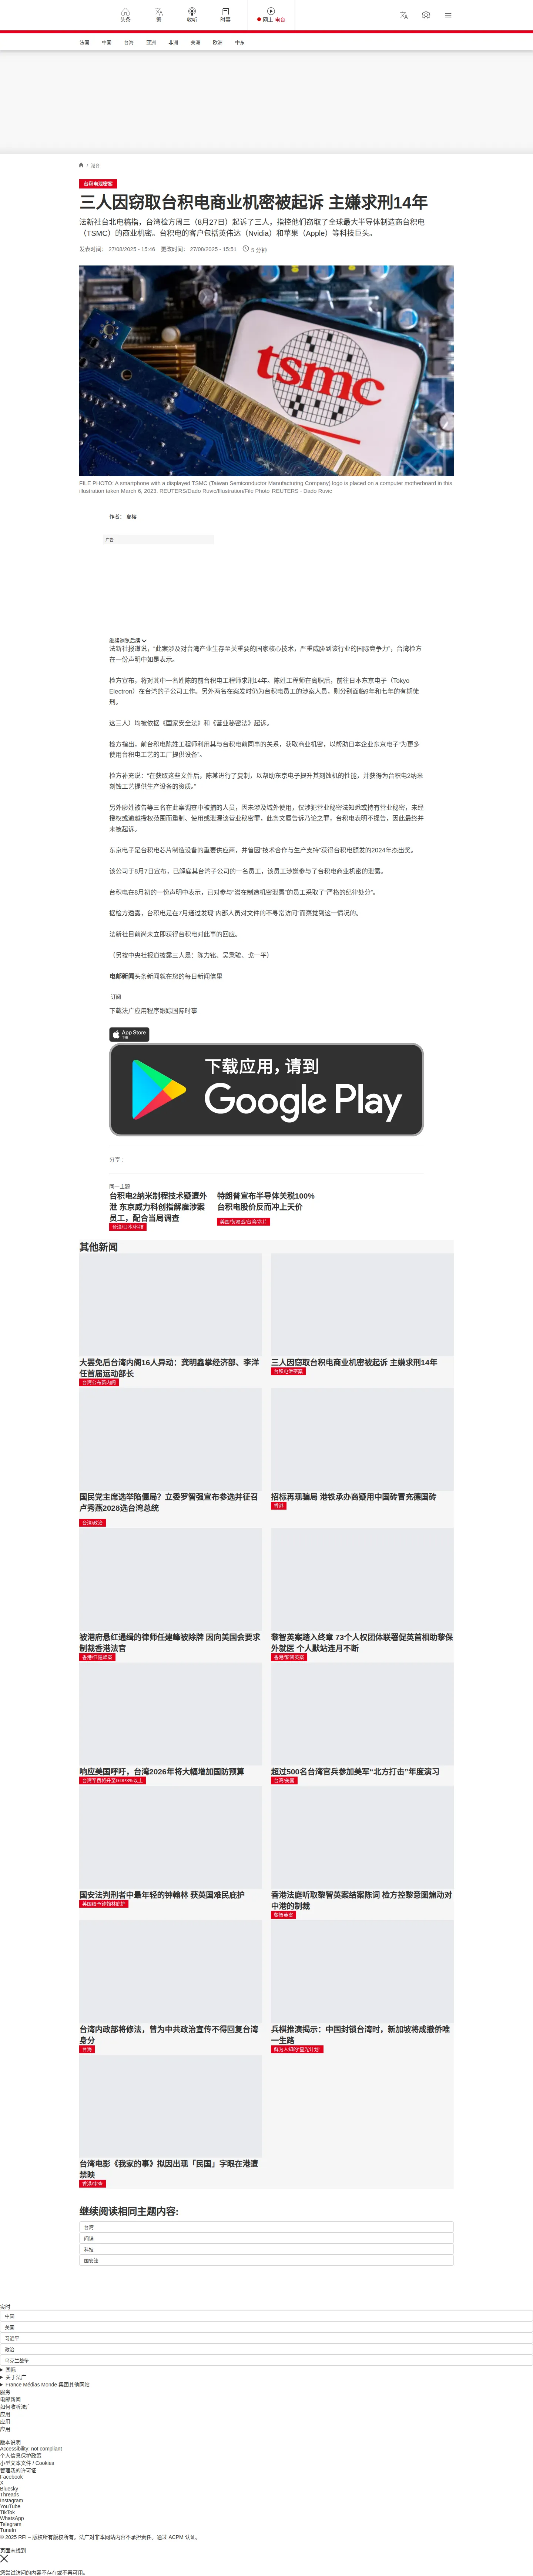 头条
繁
收听
时事
网上 电台
法国
中国
台海
亚洲
非洲
美洲
欧洲
中东
/ 港台
台积电泄密案
三人因窃取台积电商业机密被起诉 主嫌求刑14年
法新社台北电稿指，台湾检方周三（8月27日）起诉了三人，指控他们窃取了全球最大半导体制造商台积电
（TSMC）的商业机密。台积电的客户包括英伟达（Nvidia）和苹果（Apple）等科技巨头。
发表时间： 27/08/2025 - 15:46 更改时间： 27/08/2025 - 15:51 5 分钟
tsmc
FILE PHOTO: A smartphone with a displayed TSMC (Taiwan Semiconductor Manufacturing Company) logo is placed on a computer motherboard in this
illustration taken March 6, 2023. REUTERS/Dado Ruvic/Illustration/File Photo REUTERS - Dado Ruvic
作者： 夏榕
广告
继续浏览后续
法新社报道说，“此案涉及对台湾产业生存至关重要的国家核心技术，严重威胁到该行业的国际竞争力”，台湾检方
在一份声明中如是表示。
检方宣布，将对其中一名姓陈的前台积电工程师求刑14年。陈姓工程师在离职后，前往日本东京电子（Tokyo
Electron）在台湾的子公司工作。另外两名在案发时仍为台积电员工的涉案人员，则分别面临9年和七年的有期徒
刑。
这三人）均被依据《国家安全法》和《营业秘密法》起诉。
检方指出，前台积电陈姓工程师利用其与台积电前同事的关系，获取商业机密，以帮助日本企业东京电子“为更多
使用台积电工艺的工厂提供设备”。
检方补充说：“在获取这些文件后，陈某进行了复制，以帮助东京电子提升其刻蚀机的性能，并获得为台积电2纳米
刻蚀工艺提供生产设备的资质。”
另外廖姓被告等三名在此案调查中被捕的人员，因未涉及域外使用，仅涉犯营业秘密法知悉或持有营业秘密，未经
授权或逾越授权范围而重制、使用或泄漏该营业秘密罪，此条文属告诉乃论之罪，台积电表明不提告，因此最终并
未被起诉。
东京电子是台积电芯片制造设备的重要供应商，并曾因“技术合作与生产支持”获得台积电颁发的2024年杰出奖。
该公司于8月7日宣布，已解雇其台湾子公司的一名员工，该员工涉嫌参与了台积电商业机密的泄露。
台积电在8月初的一份声明中表示，已对参与“潜在制造机密泄露”的员工采取了“严格的纪律处分”。
据检方透露，台积电是在7月通过发现“内部人员对文件的不寻常访问”而察觉到这一情况的。
法新社目前尚未立即获得台积电对此事的回应。
（另按中央社报道披露三人是：陈力铭、吴秉骏、戈一平）
电邮新闻头条新闻就在您的每日新闻信里
订阅
下载法广应用程序跟踪国际时事
App Store
下载
下载应用，请到
Google Play
分享 :
同一主题
台积电2纳米制程技术疑遭外
泄 东京威力科创指解雇涉案
员工，配合当局调查
台湾/日本/科技
特朗普宣布半导体关税100%
台积电股价反而冲上天价
美国/贸易战/台湾/芯片
其他新闻
大罢免后台湾内阁16人异动：龚明鑫掌经济部、李洋
任首届运动部长
台湾公布新内阁
三人因窃取台积电商业机密被起诉 主嫌求刑14年
台积电泄密案
国民党主席选举陷僵局？立委罗智强宣布参选并征召
卢秀燕2028选台湾总统
台湾/政治
招标再现骗局 港铁承办商疑用中国砖冒充德国砖
香港
被港府悬红通缉的律师任建峰被除牌 因向美国会要求
制裁香港法官
香港/任建峰案
黎智英案踏入终章 73个人权团体联署促英首相助黎保
外就医 个人默站连月不断
香港/黎智英案
响应美国呼吁，台湾2026年将大幅增加国防预算
台湾军费将升至GDP3%以上
超过500名台湾官兵参加美军“北方打击”年度演习
台湾/美国
国安法判刑者中最年轻的钟翰林 获英国难民庇护
英国给予钟翰林庇护
香港法庭听取黎智英案结案陈词 检方控黎意图煽动对
中港的制裁
黎智英案
台湾内政部将修法，曾为中共政治宣传不得回复台湾
身分
台海
兵棋推演揭示：中国封锁台湾时，新加坡将成撤侨唯
一生路
鲜为人知的“星光计划”
台湾电影《我家的事》拟因出现「民国」字眼在港遭
禁映
香港/审查
继续阅读相同主题内容:
台湾
间谍
科技
国安法
实时
中国
美国
习近平
政治
乌克兰战争
国际
关于法广
France Médias Monde 集团其他网站
服务
电邮新闻
如何收听法广
应用
应用
应用
版本说明
Accessibility: not compliant
个人信息保护政策
小型文本文件 / Cookies
管理我的许可证
Facebook
X
Bluesky
Threads
Instagram
YouTube
TikTok
WhatsApp
Telegram
TuneIn
© 2025 RFI – 版权所有版权所有。法广对非本网站内容不承担责任。通过 ACPM 认证。
页面未找到
您尝试访问的内容不存在或不再可用。